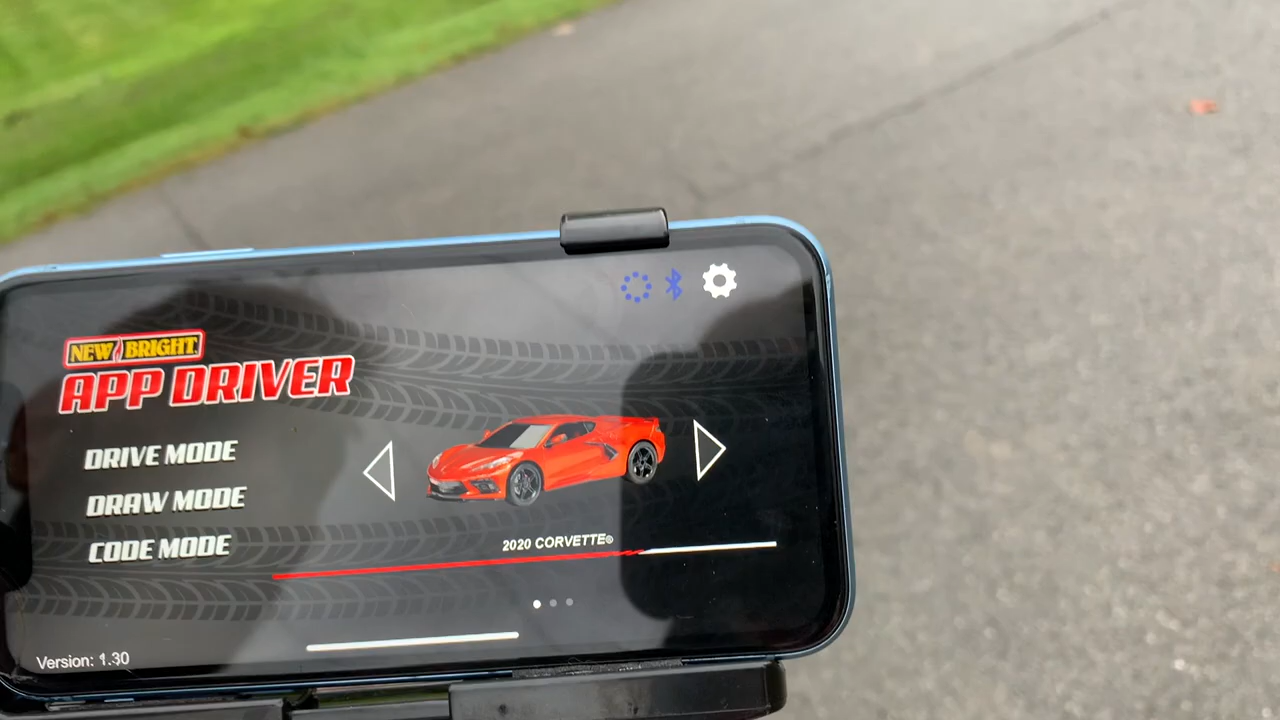 NEW BRIGHT
APP DRIVER
DRIVE MODE
DRAW MODE
CODE MODE
2020 CORVETTE®
Version: 1.30